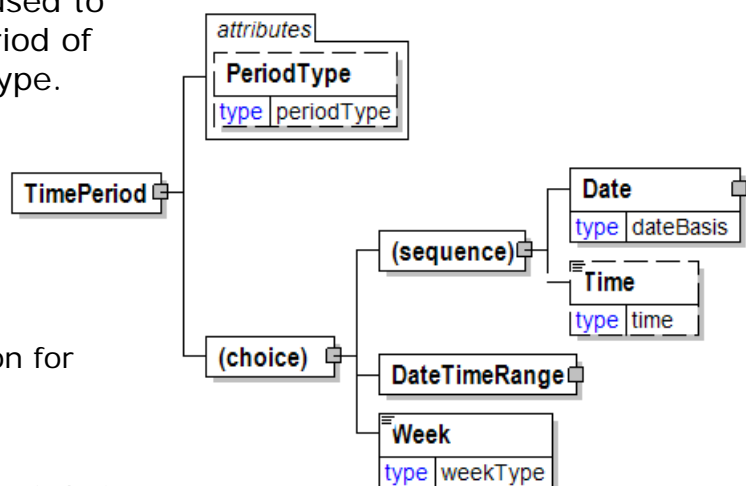 used to
riod of
ype.
attributes
PeriodType
type periodType
TimePeriod
Date
type dateBasis
(sequence)
Time
type time
on for
(choice)
DateTimeRange
Week
type weekType